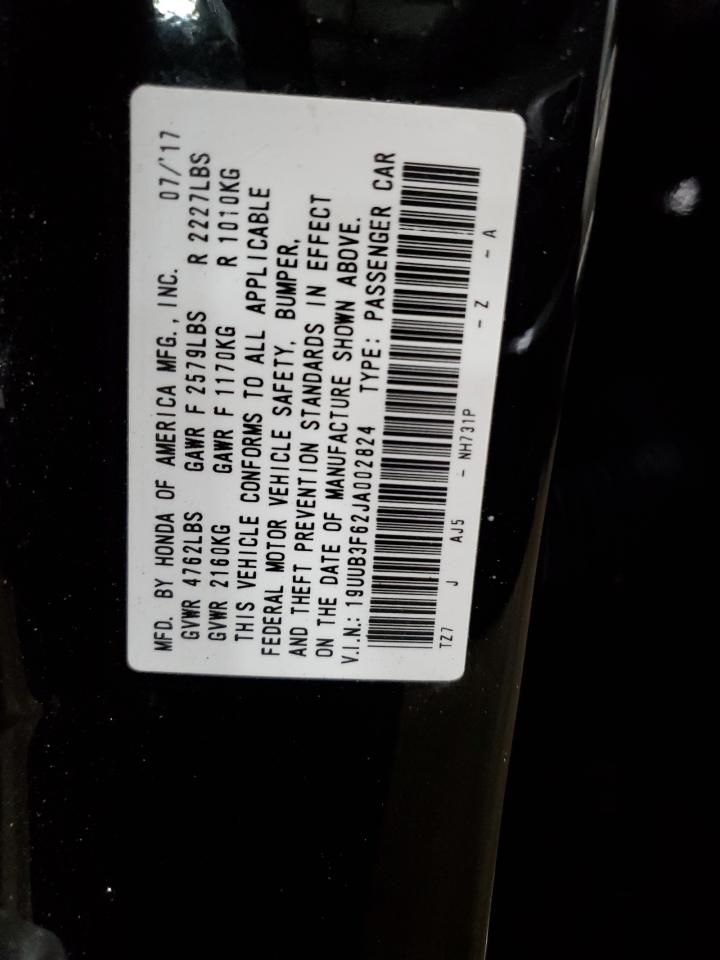 MFD. BY HONDA OF AMERICA MFG., INC. 07/'17
GVWR 4762LBS GAWR F 2579LBS R 2227LBS
GVWR 2160KG GAWR F 1170KG R 1010KG
THIS VEHICLE CONFORMS TO ALL APPLICABLE
FEDERAL MOTOR VEHICLE SAFETY, BUMPER,
AND THEFT PREVENTION STANDARDS IN EFFECT
ON THE DATE OF MANUFACTURE SHOWN ABOVE.
V.I.N.: 19UUB3F62JA002824 TYPE: PASSENGER CAR
TZ7 J AJ5 - NH731P - Z - A